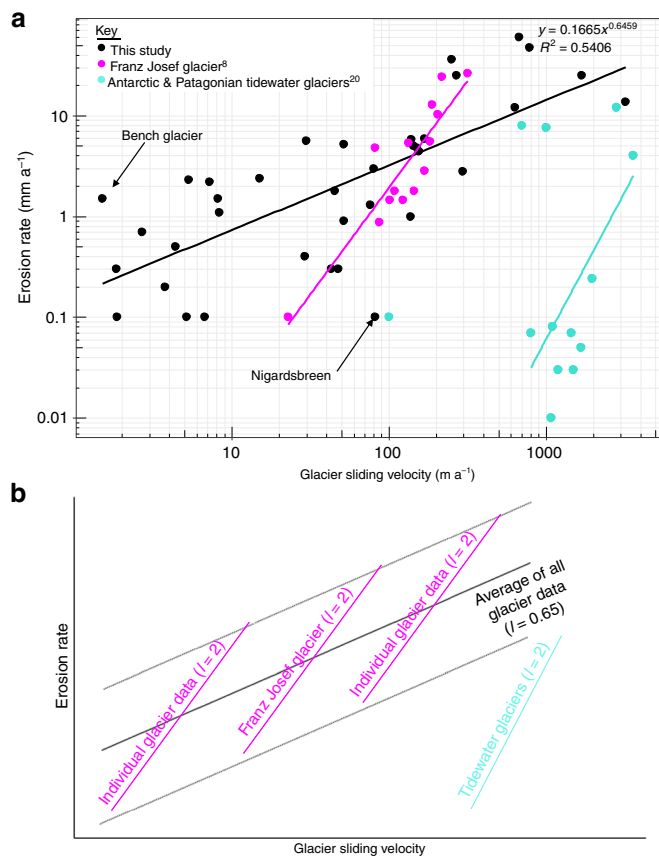 a
Key
This study
Franz Josef glacier⁸
Antarctic & Patagonian tidewater glaciers²⁰
y = 0.1665x⁰·⁶⁴⁵⁹
R² = 0.5406
Bench glacier
Nigardsbreen
Erosion rate (mm a⁻¹)
10
1
0.1
0.01
10
100
1000
Glacier sliding velocity (m a⁻¹)
b
Erosion rate
Individual glacier data (l = 2)
Franz Josef glacier (l = 2)
Individual glacier data (l = 2)
Average of all
glacier data
(l = 0.65)
Tidewater glaciers (l = 2)
Glacier sliding velocity